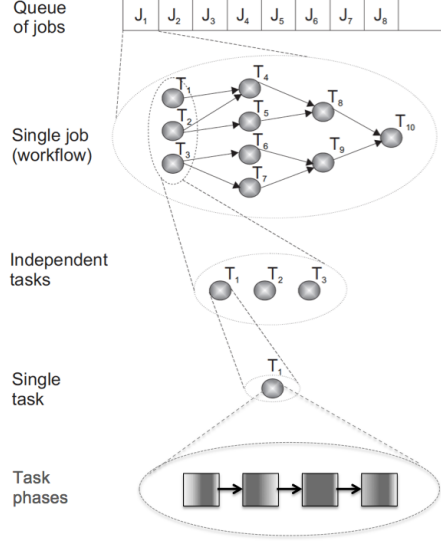 Queue
of jobs
J1 J2 J3 J4 J5 J6 J7 J8
Single job
(workflow)
T1
T2
T3
T4
T5
T6
T7
T8
T9
T10
Independent
tasks
T1 T2 T3
Single
task
T1
Task
phases